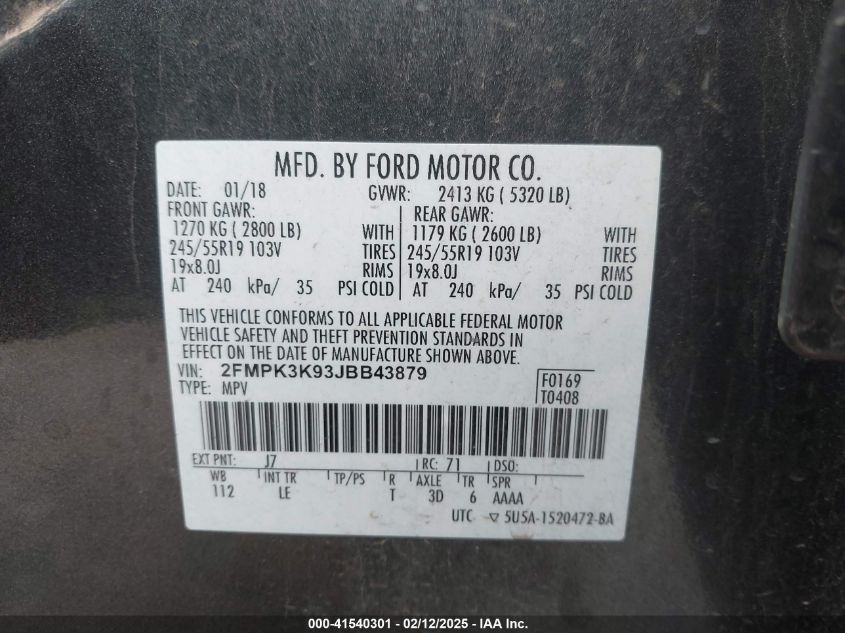 MFD. BY FORD MOTOR CO.
DATE: 01/18 GVWR: 2413 KG ( 5320 LB)
FRONT GAWR: REAR GAWR:
1270 KG ( 2800 LB) WITH 1179 KG ( 2600 LB) WITH
245/55R19 103V TIRES 245/55R19 103V TIRES
19x8.0J RIMS 19x8.0J RIMS
AT 240 kPa/ 35 PSI COLD AT 240 kPa/ 35 PSI COLD
THIS VEHICLE CONFORMS TO ALL APPLICABLE FEDERAL MOTOR
VEHICLE SAFETY AND THEFT PREVENTION STANDARDS IN
EFFECT ON THE DATE OF MANUFACTURE SHOWN ABOVE.
VIN: 2FMPK3K93JBB43879
TYPE: MPV
F0169
T0408
EXT PNT: J7 RC: 71 DSO:
WB INT TR TP/PS R AXLE TR SPR
112 LE T 3D 6 AAAA
UTC ▽ 5U5A-1520472-BA
000-41540301 - 02/12/2025 - IAA Inc.